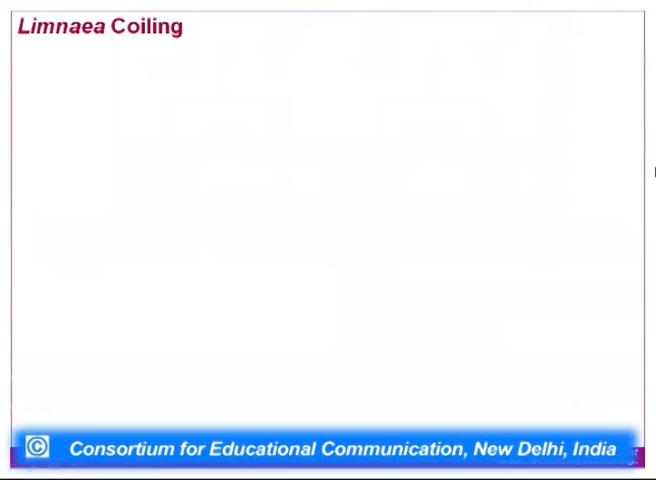 Limnaea Coiling
© Consortium for Educational Communication, New Delhi, India